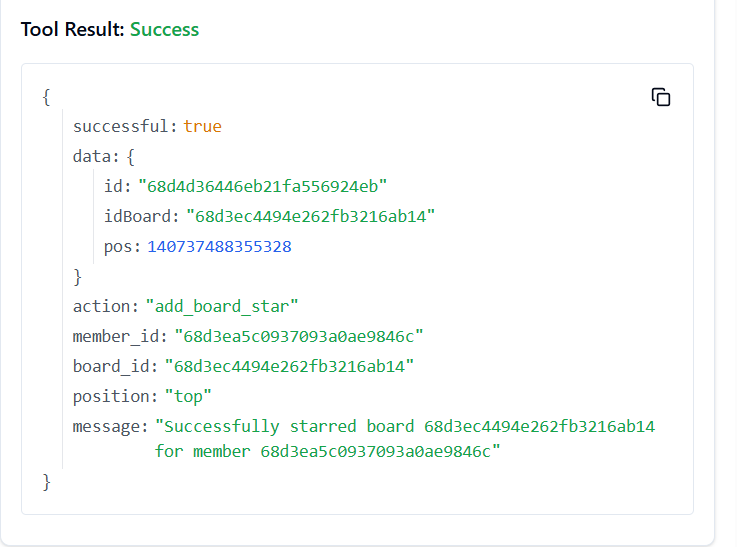 Tool Result: Success
{
successful: true
data: {
id: "68d4d36446eb21fa556924eb"
idBoard: "68d3ec4494e262fb3216ab14"
pos: 140737488355328
}
action: "add_board_star"
member_id: "68d3ea5c0937093a0ae9846c"
board_id: "68d3ec4494e262fb3216ab14"
position: "top"
message: "Successfully starred board 68d3ec4494e262fb3216ab14
for member 68d3ea5c0937093a0ae9846c"
}